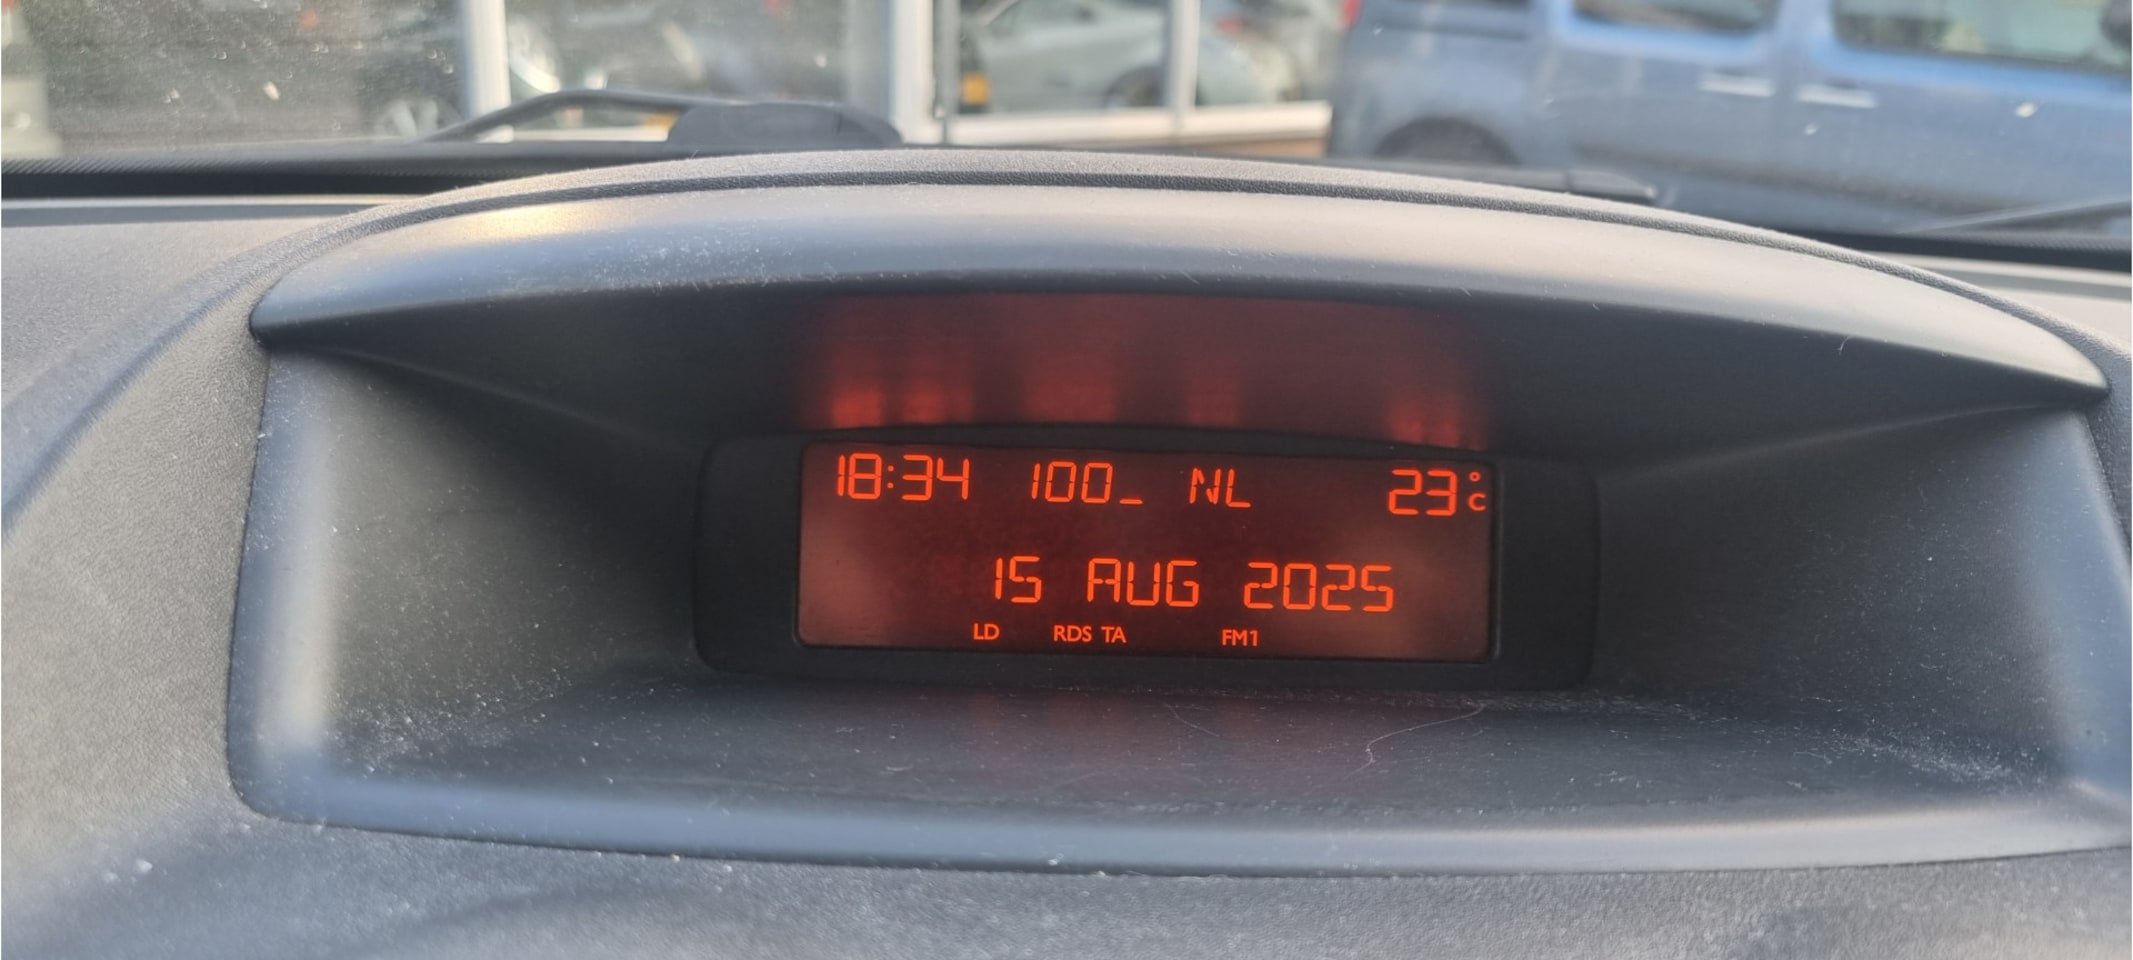 18:34 100_ NL 23°C
15 AUG 2025
LD RDS TA FM1